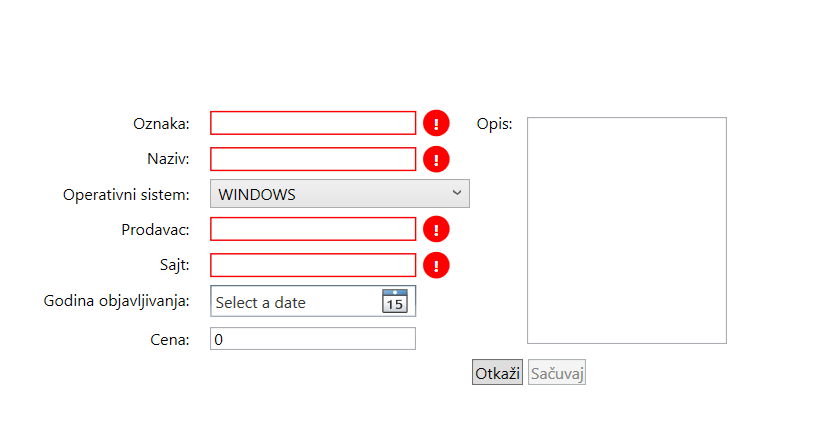 Oznaka: !
Opis:
Naziv: !
Operativni sistem: WINDOWS
Prodavac: !
Sajt: !
Godina objavljivanja: Select a date 15
Cena: 0
Otkaži Sačuvaj